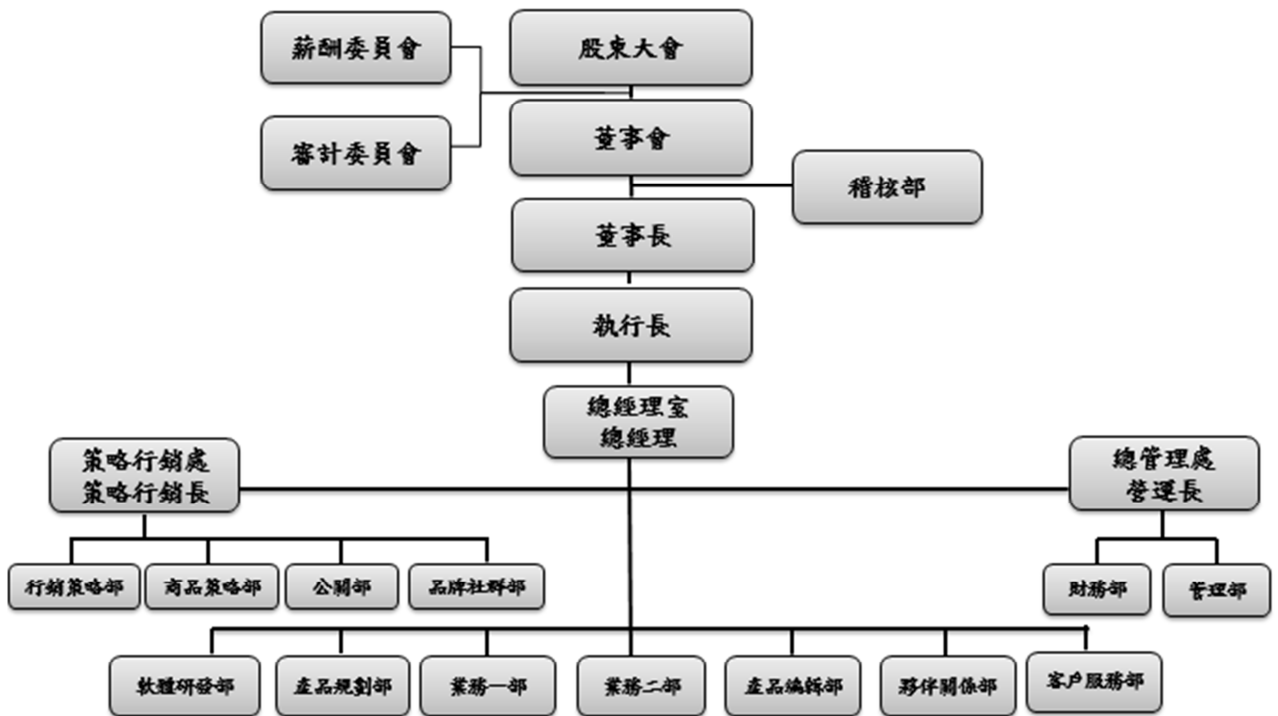 薪酬委員會
股東大會
審計委員會
董事會
稽核部
董事長
執行長
總經理室
總經理
策略行銷處
策略行銷長
總管理處
營運長
行銷策略部
商品策略部
公關部
品牌社群部
財務部
管理部
軟體研發部
產品規劃部
業務一部
業務二部
產品編輯部
夥伴關係部
客戶服務部